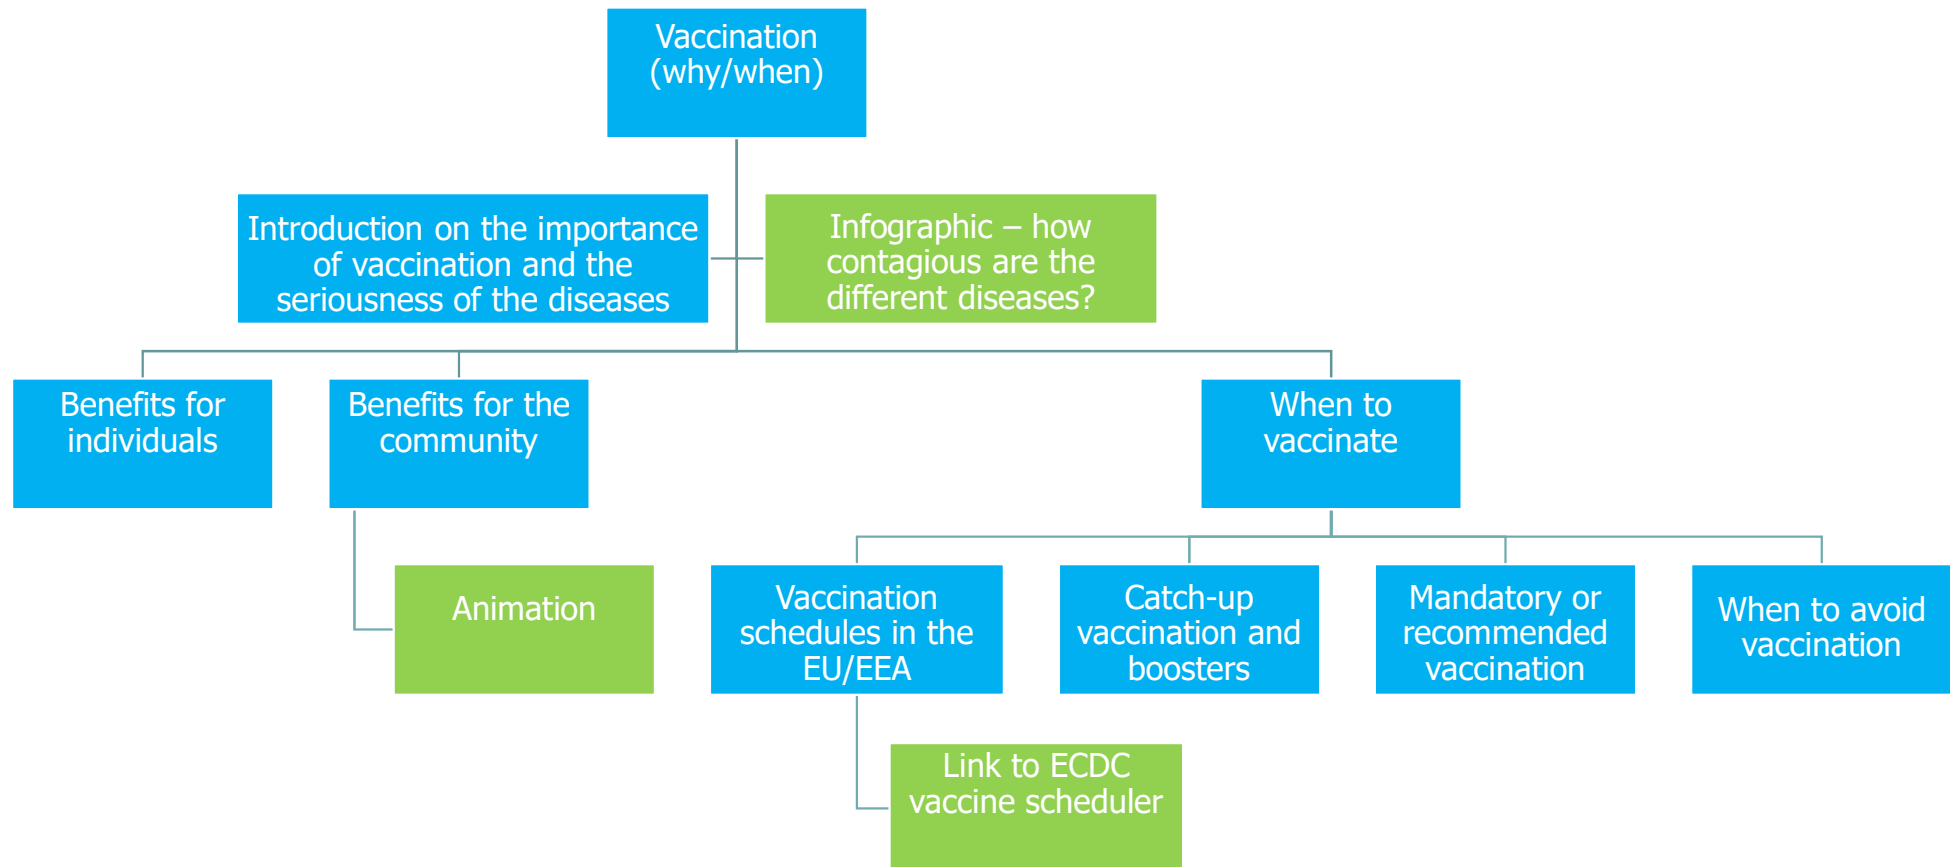 Vaccination
(why/when)
Introduction on the importance
of vaccination and the
seriousness of the diseases
Infographic – how
contagious are the
different diseases?
Benefits for
individuals
Benefits for the
community
When to
vaccinate
Animation
Vaccination
schedules in the
EU/EEA
Catch-up
vaccination and
boosters
Mandatory or
recommended
vaccination
When to avoid
vaccination
Link to ECDC
vaccine scheduler